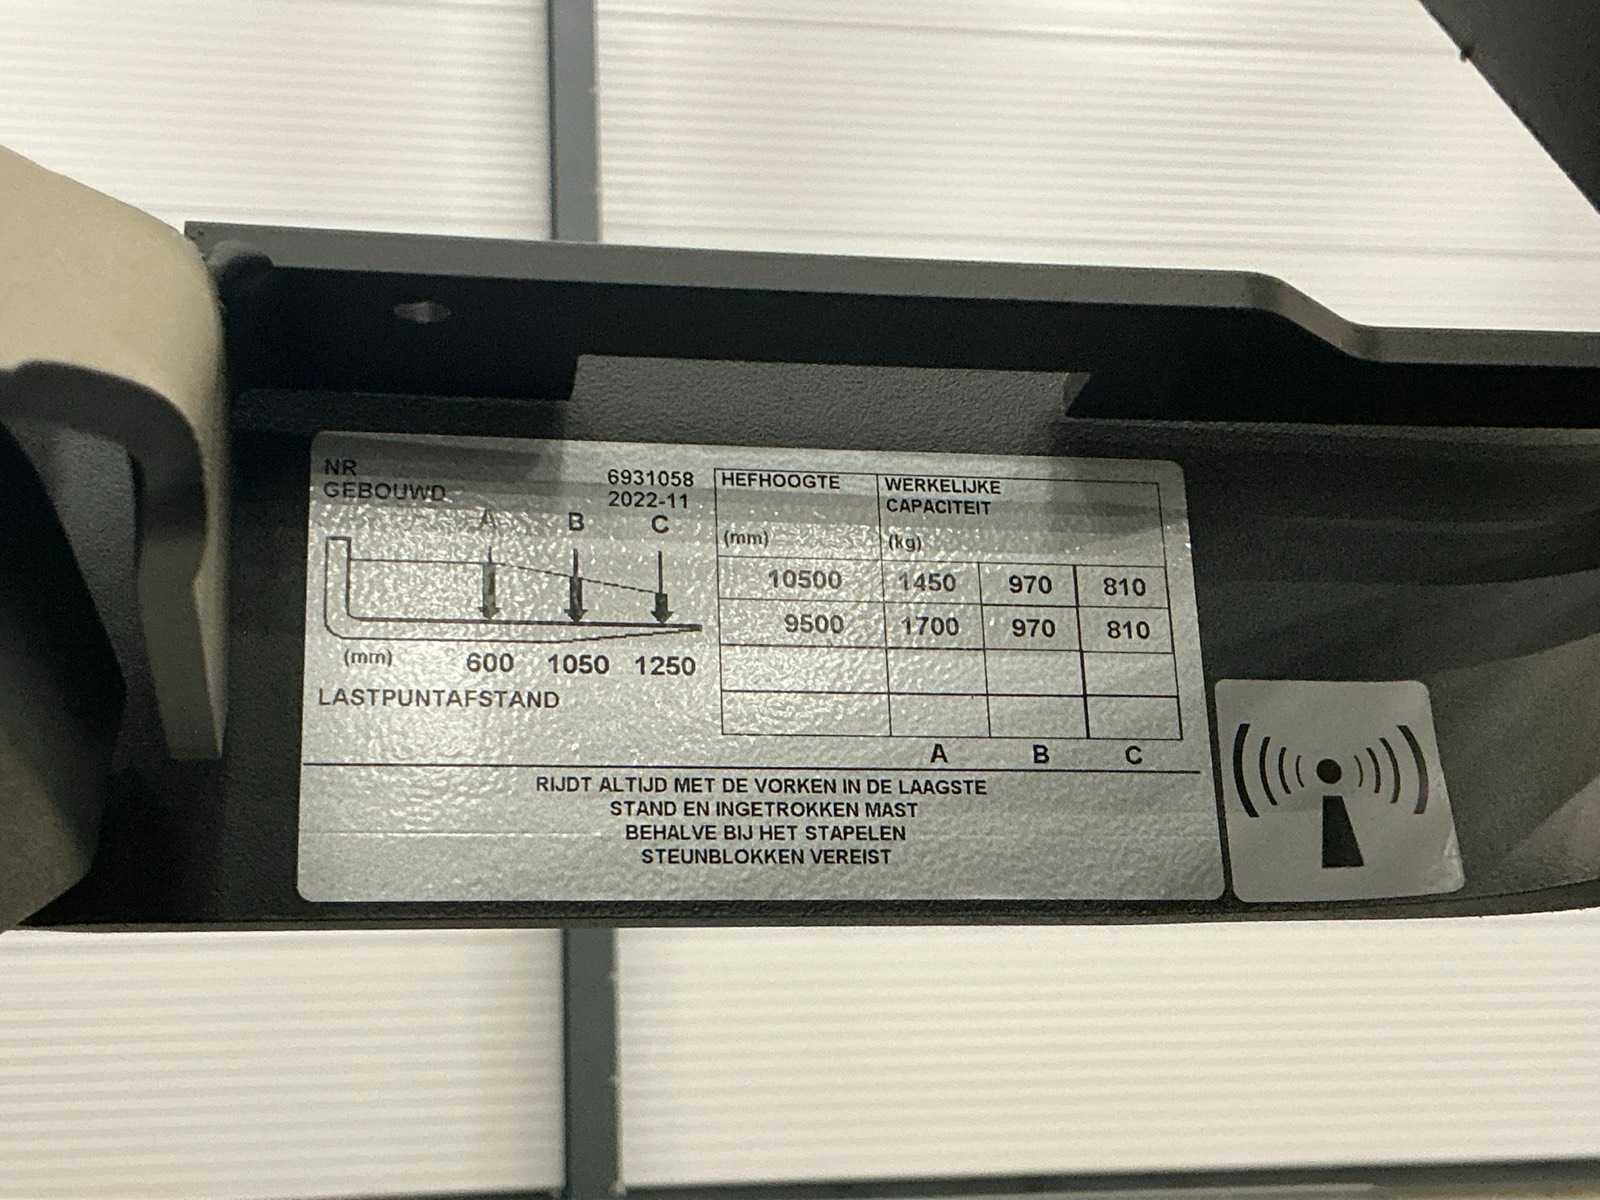 NR 6931058
GEBOUWD 2022-11
A B C
(mm) 600 1050 1250
LASTPUNTAFSTAND
HEFHOOGTE WERKELIJKE
CAPACITEIT
(mm) (kg)
10500 1450 970 810
9500 1700 970 810
A B C
RIJDT ALTIJD MET DE VORKEN IN DE LAAGSTE
STAND EN INGETROKKEN MAST
BEHALVE BIJ HET STAPELEN
STEUNBLOKKEN VEREIST